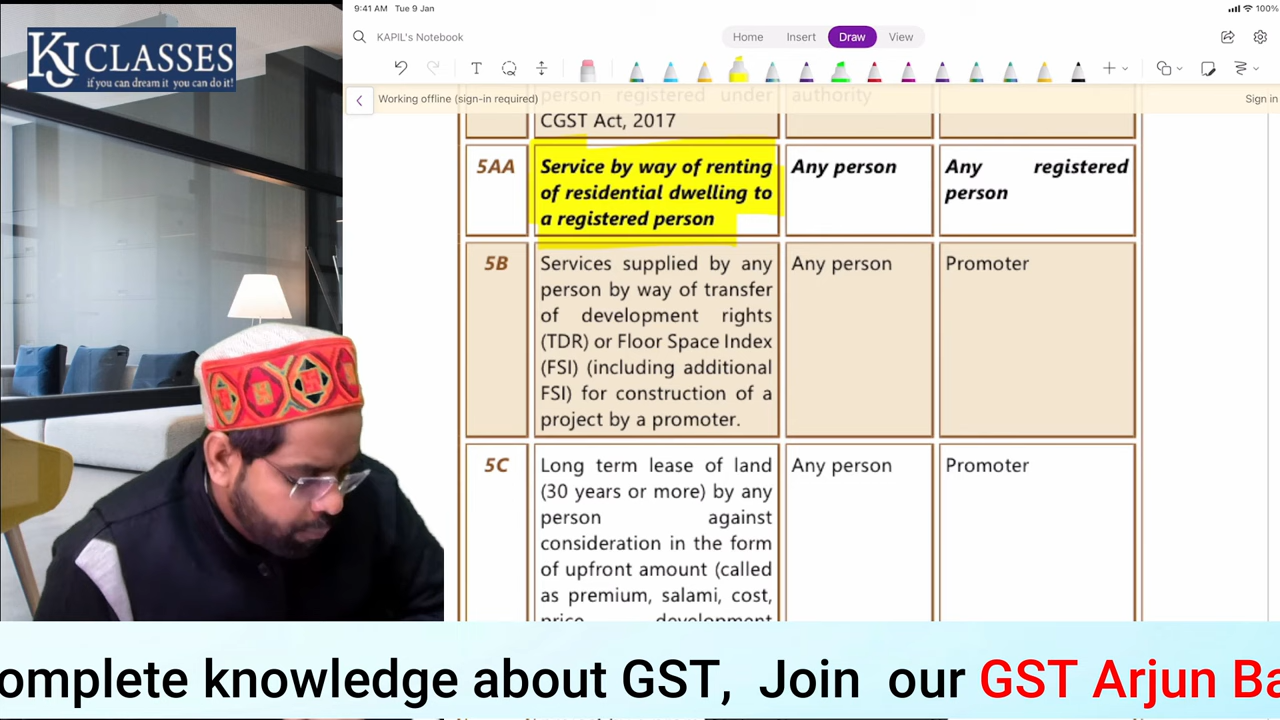 KJ CLASSES
if you can dream it you can do it!
9:41 AM Tue 9 Jan
100%
KAPIL's Notebook
Home Insert Draw View
T
Working offline (sign-in required)
Sign in
person registered under authority
CGST Act, 2017
5AA Service by way of renting Any person Any registered
of residential dwelling to person
a registered person
5B Services supplied by any Any person Promoter
person by way of transfer
of development rights
(TDR) or Floor Space Index
(FSI) (including additional
FSI) for construction of a
project by a promoter.
5C Long term lease of land Any person Promoter
(30 years or more) by any
person against
consideration in the form
of upfront amount (called
as premium, salami, cost,
price, development
omplete knowledge about GST, Join our GST Arjun Ba